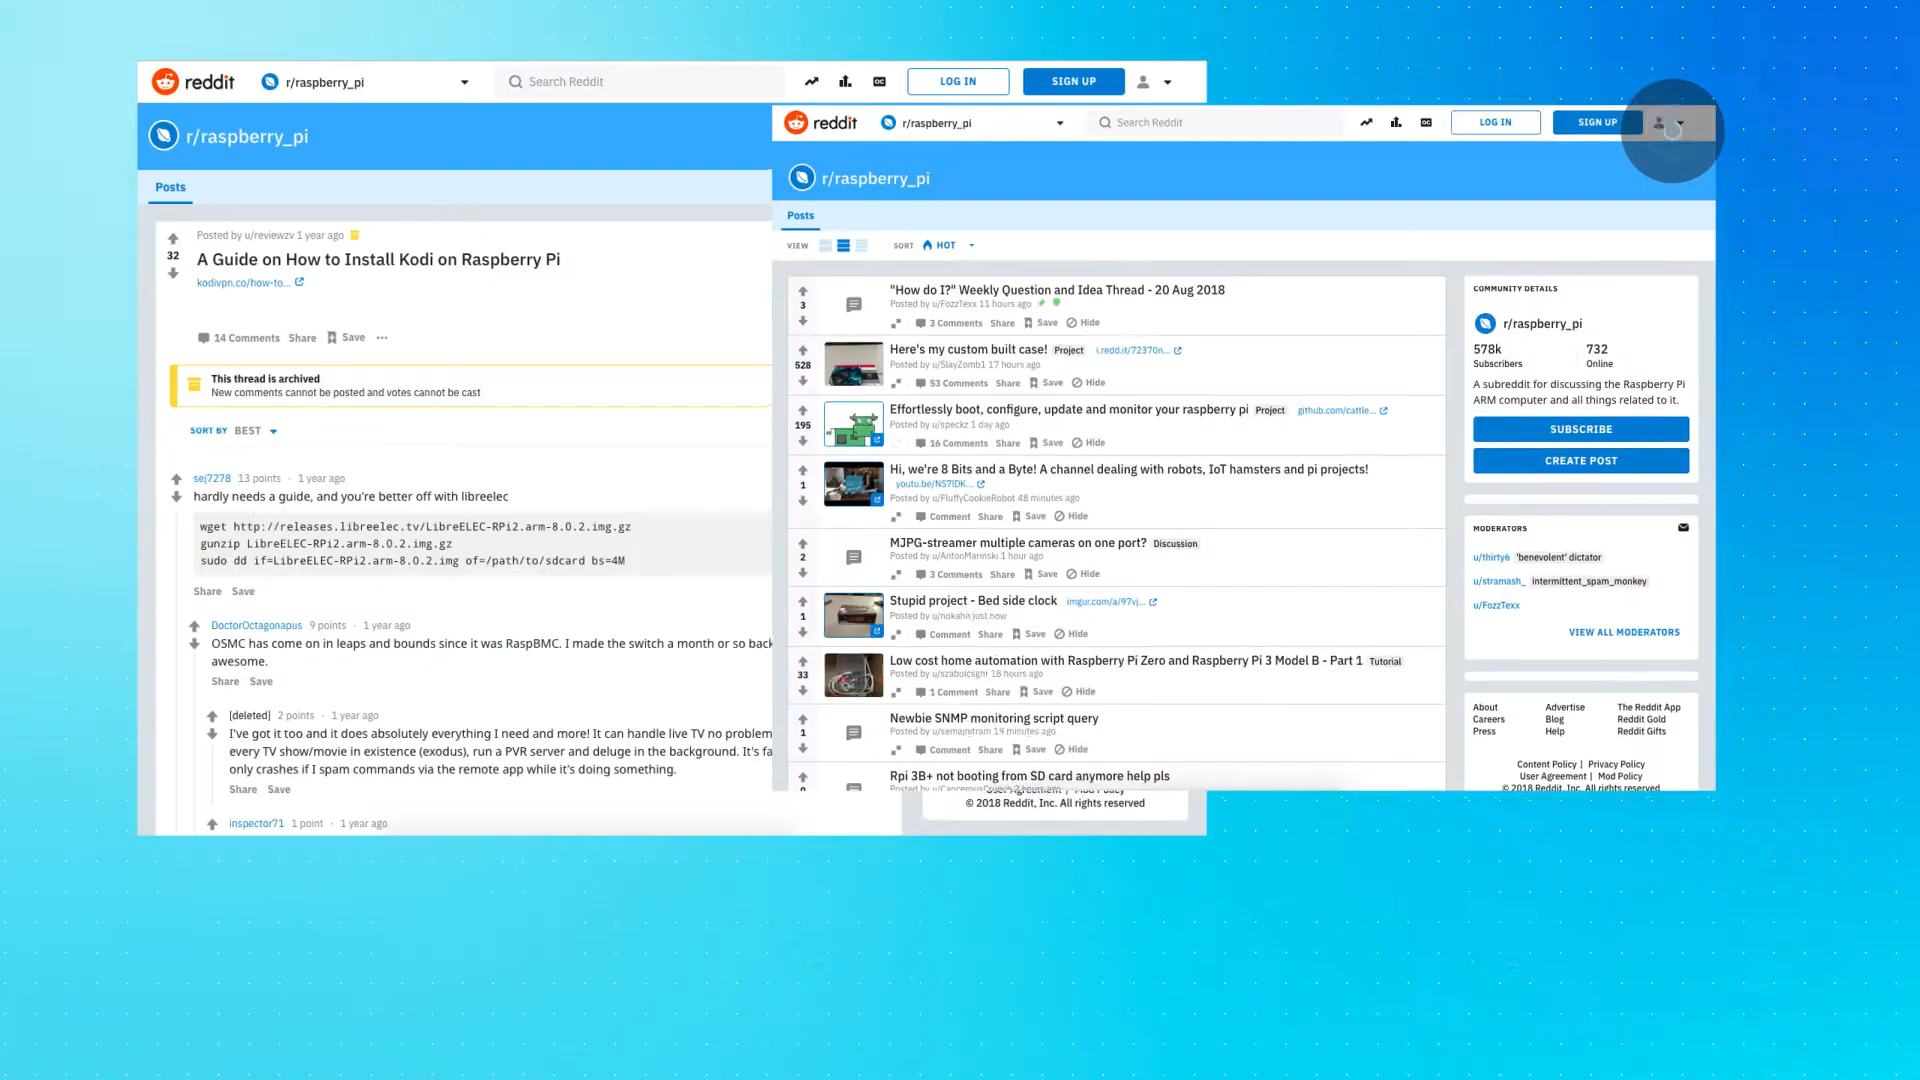 reddit r/raspberry_pi Search Reddit LOG IN SIGN UP
r/raspberry_pi
Posts
Posted by u/reviewzv 1 year ago
32
A Guide on How to Install Kodi on Raspberry Pi
kodivpn.co/how-to...
14 Comments Share Save
This thread is archived
New comments cannot be posted and votes cannot be cast
SORT BY BEST
sej7278 13 points · 1 year ago
hardly needs a guide, and you're better off with libreelec
wget http://releases.libreelec.tv/LibreELEC-RPi2.arm-8.0.2.img.gz
gunzip LibreELEC-RPi2.arm-8.0.2.img.gz
sudo dd if=LibreELEC-RPi2.arm-8.0.2.img of=/path/to/sdcard bs=4M
Share Save
DoctorOctagonapus 9 points · 1 year ago
OSMC has come on in leaps and bounds since it was RaspBMC. I made the switch a month or so back
awesome.
Share Save
[deleted] 2 points · 1 year ago
I've got it too and it does absolutely everything I need and more! It can handle live TV no problem
every TV show/movie in existence (exodus), run a PVR server and deluge in the background. It's fa
only crashes if I spam commands via the remote app while it's doing something.
Share Save
inspector71 1 point · 1 year ago
reddit r/raspberry_pi Search Reddit LOG IN SIGN UP
r/raspberry_pi
Posts
VIEW SORT HOT
"How do I?" Weekly Question and Idea Thread - 20 Aug 2018
Posted by u/FozzTexx 11 hours ago
3
3 Comments Share Save Hide
Here's my custom built case! Project i.redd.it/72370n...
Posted by u/SlayZomb1 17 hours ago
528
53 Comments Share Save Hide
Effortlessly boot, configure, update and monitor your raspberry pi Project github.com/cattle...
Posted by u/speckz 1 day ago
195
16 Comments Share Save Hide
Hi, we're 8 Bits and a Byte! A channel dealing with robots, IoT hamsters and pi projects!
youtu.be/NS7lDK...
1
Posted by u/FluffyCookieRobot 48 minutes ago
Comment Share Save Hide
MJPG-streamer multiple cameras on one port? Discussion
Posted by u/AntonMarinski 1 hour ago
2
3 Comments Share Save Hide
Stupid project - Bed side clock imgur.com/a/97vj...
Posted by u/nokahn just now
1
Comment Share Save Hide
Low cost home automation with Raspberry Pi Zero and Raspberry Pi 3 Model B - Part 1 Tutorial
Posted by u/szabolcsgnr 18 hours ago
33
1 Comment Share Save Hide
Newbie SNMP monitoring script query
Posted by u/semapitram 19 minutes ago
1
Comment Share Save Hide
Rpi 3B+ not booting from SD card anymore help pls
COMMUNITY DETAILS
r/raspberry_pi
578k 732
Subscribers Online
A subreddit for discussing the Raspberry Pi
ARM computer and all things related to it.
SUBSCRIBE
CREATE POST
MODERATORS
u/thirty6 'benevolent' dictator
u/stramash_ intermittent_spam_monkey
u/FozzTexx
VIEW ALL MODERATORS
About Advertise The Reddit App
Careers Blog Reddit Gold
Press Help Reddit Gifts
Content Policy | Privacy Policy
User Agreement | Mod Policy
© 2018 Reddit, Inc. All rights reserved
© 2018 Reddit, Inc. All rights reserved